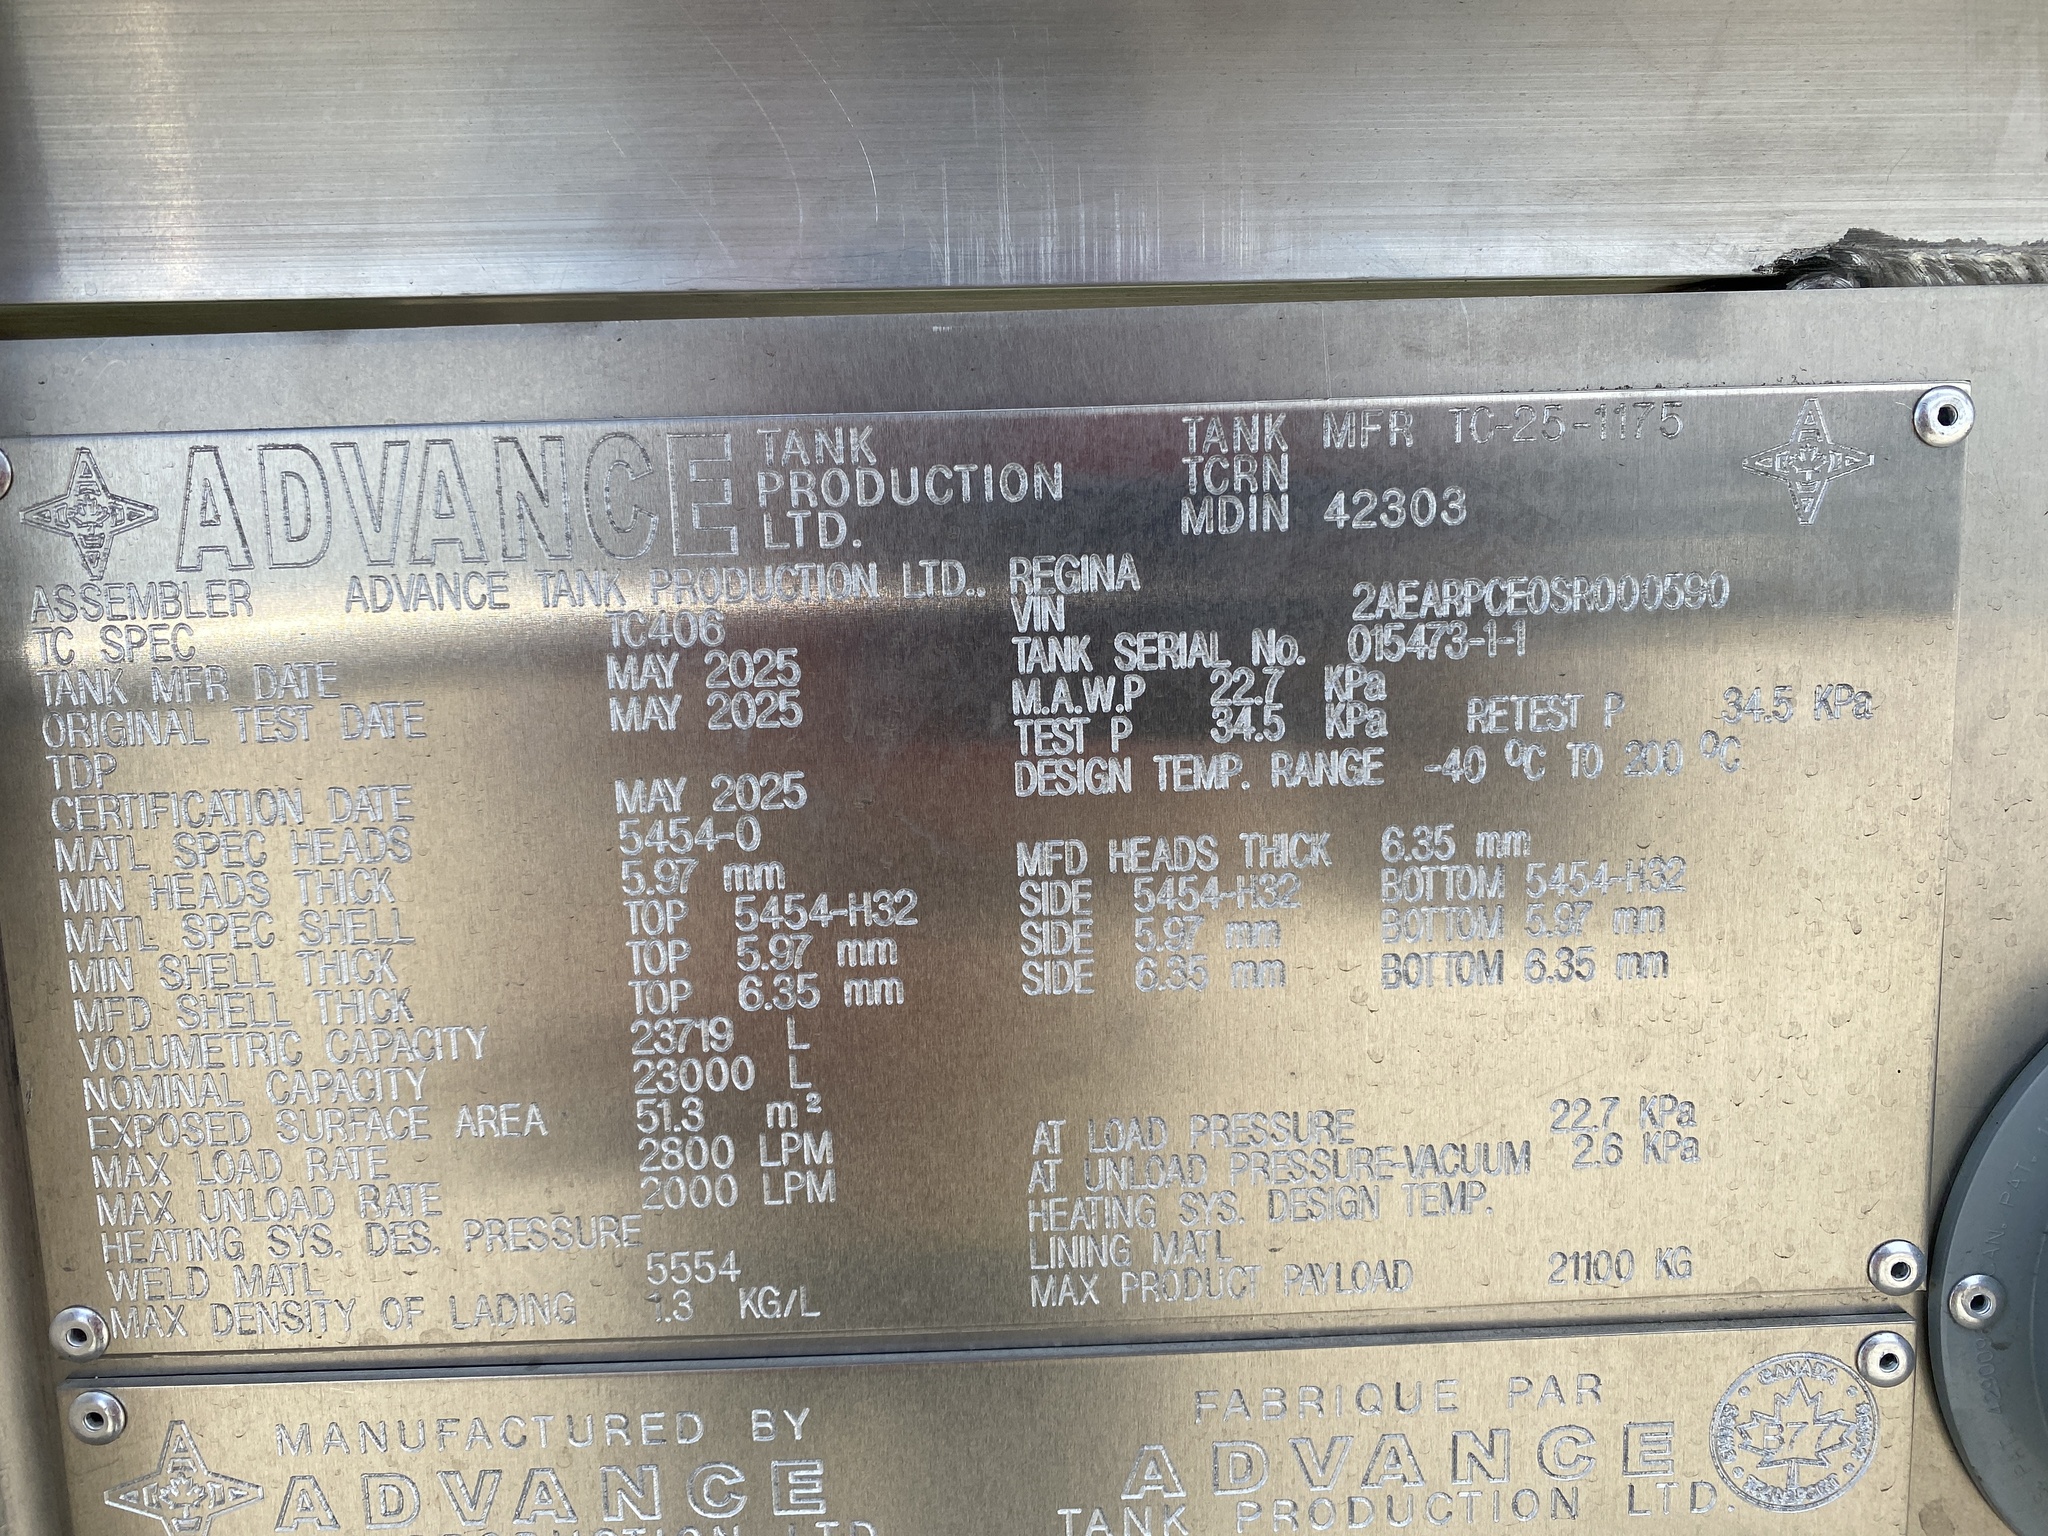 ADVANCE TANK PRODUCTION LTD.
TANK MFR TC-25-1175
TCRN
MDIN 42303
ASSEMBLER ADVANCE TANK PRODUCTION LTD., REGINA
TC SPEC TC406
VIN 2AEARPCE0SR000590
TANK MFR DATE MAY 2025
TANK SERIAL No. 015473-1-1
ORIGINAL TEST DATE MAY 2025
M.A.W.P 22.7 KPa
TDP
TEST P 34.5 KPa RETEST P 34.5 KPa
CERTIFICATION DATE MAY 2025
DESIGN TEMP. RANGE -40 ºC TO 200 ºC
MATL SPEC HEADS 5454-0
MIN HEADS THICK 5.97 mm
MFD HEADS THICK 6.35 mm
MATL SPEC SHELL TOP 5454-H32 SIDE 5454-H32 BOTTOM 5454-H32
MIN SHELL THICK TOP 5.97 mm SIDE 5.97 mm BOTTOM 5.97 mm
MFD SHELL THICK TOP 6.35 mm SIDE 6.35 mm BOTTOM 6.35 mm
VOLUMETRIC CAPACITY 23719 L
NOMINAL CAPACITY 23000 L
EXPOSED SURFACE AREA 51.3 m²
MAX LOAD RATE 2800 LPM AT LOAD PRESSURE 22.7 KPa
MAX UNLOAD RATE 2000 LPM AT UNLOAD PRESSURE-VACUUM 2.6 KPa
HEATING SYS. DES. PRESSURE HEATING SYS. DESIGN TEMP.
WELD MATL 5554 LINING MATL
MAX DENSITY OF LADING 1.3 KG/L MAX PRODUCT PAYLOAD 21100 KG
MANUFACTURED BY
ADVANCE
PRODUCTION LTD
FABRIQUE PAR
ADVANCE
TANK PRODUCTION LTD.
CANADA
B77
TRANSPORT